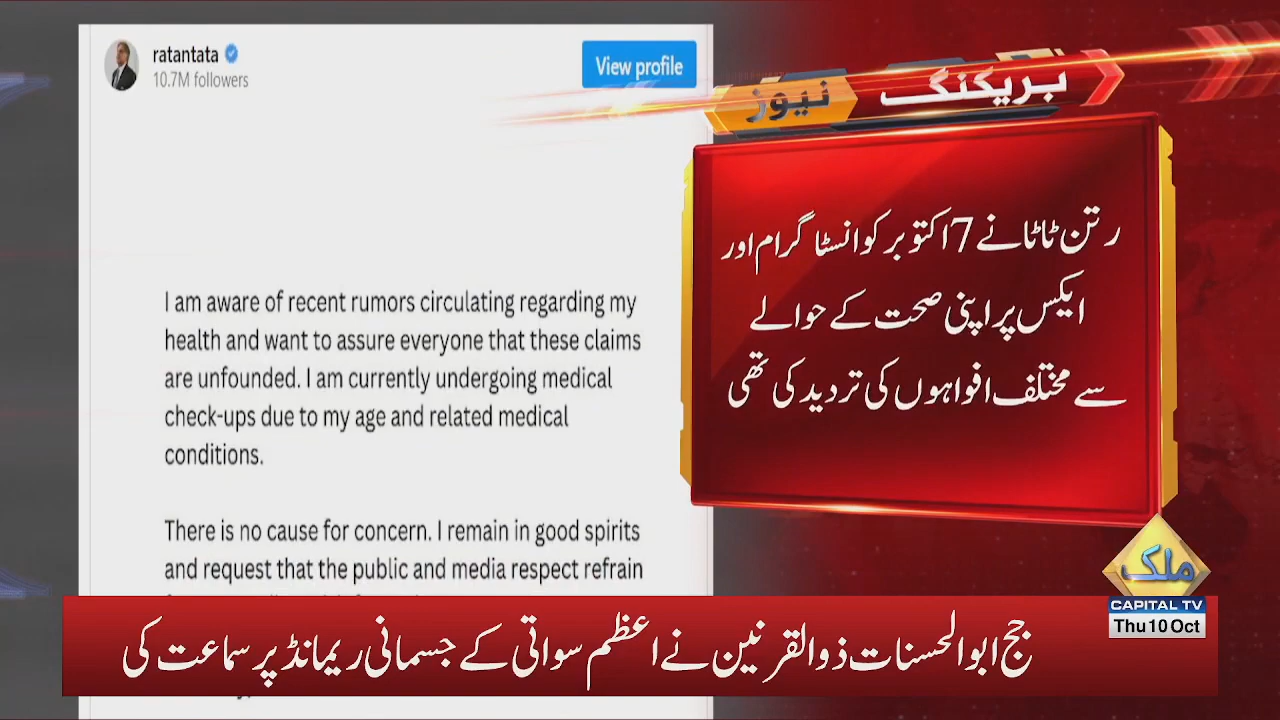 ratantata
10.7M followers
View profile
I am aware of recent rumors circulating regarding my
health and want to assure everyone that these claims
are unfounded. I am currently undergoing medical
check-ups due to my age and related medical
conditions.
There is no cause for concern. I remain in good spirits
and request that the public and media respect refrain
بریکنگ نیوز
رتن ٹاٹا نے 7 اکتوبر کو انسٹا گرام اور
ایکس پر اپنی صحت کے حوالے
سے مختلف افواہوں کی تردید کی تھی
ملک
CAPITAL TV
Thu 10 Oct
جج ابوالحسنات ذوالقرنین نے اعظم سواتی کے جسمانی ریمانڈ پر سماعت کی